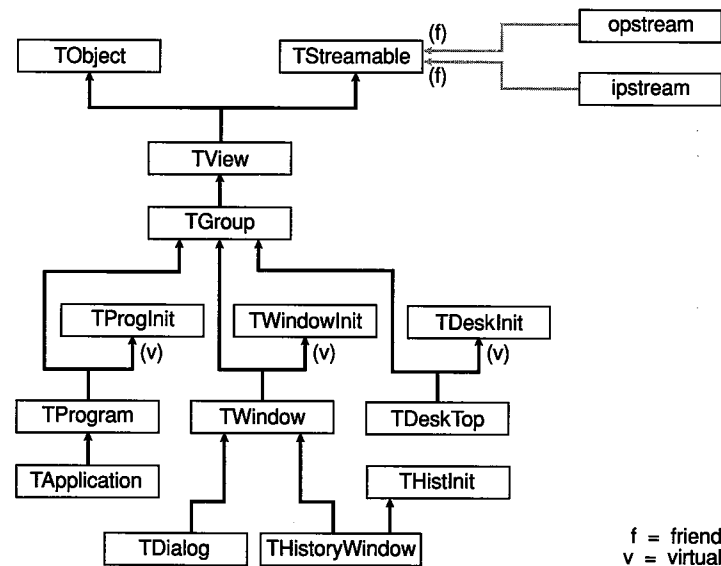 opstream
(f)
TObject
TStreamable
(f)
ipstream
TView
TGroup
TProgInit
TWindowInit
TDeskInit
(v)
(v)
(v)
TProgram
TWindow
TDeskTop
TApplication
THistInit
TDialog
THistoryWindow
f = friend
v = virtual